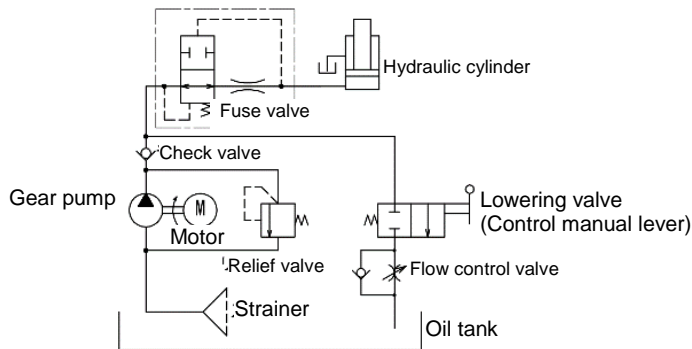 Hydraulic cylinder
Fuse valve
Check valve
Gear pump
M
Motor
Lowering valve
(Control manual lever)
Relief valve
Flow control valve
Strainer
Oil tank